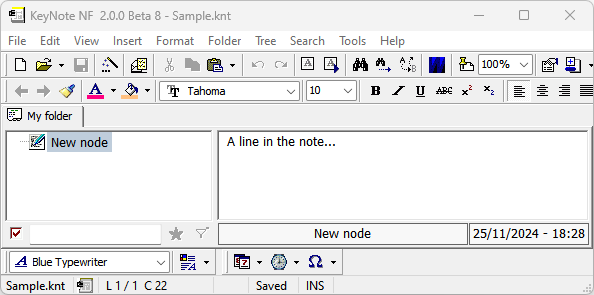 KeyNote NF 2.0.0 Beta 8 - Sample.knt
File Edit View Insert Format Folder Tree Search Tools Help
100%
Tahoma 10 B I U ABC x² x₂
My folder
New node
A line in the note...
New node 25/11/2024 - 18:28
Blue Typewriter
Sample.knt L 1 / 1 C 22 Saved INS